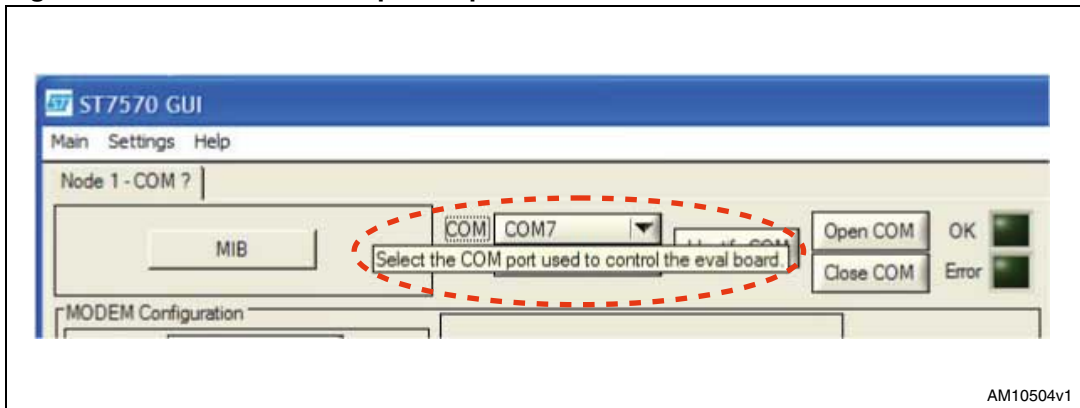 ST7570 GUI
Main Settings Help
Node 1 - COM ?
COM COM7
Open COM OK
MIB
Select the COM port used to control the eval board.
Close COM Error
MODEM Configuration
AM10504v1